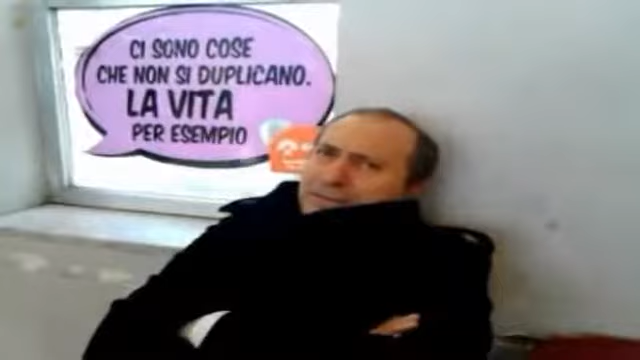 CI SONO COSE
CHE NON SI DUPLICANO.
LA VITA
PER ESEMPIO